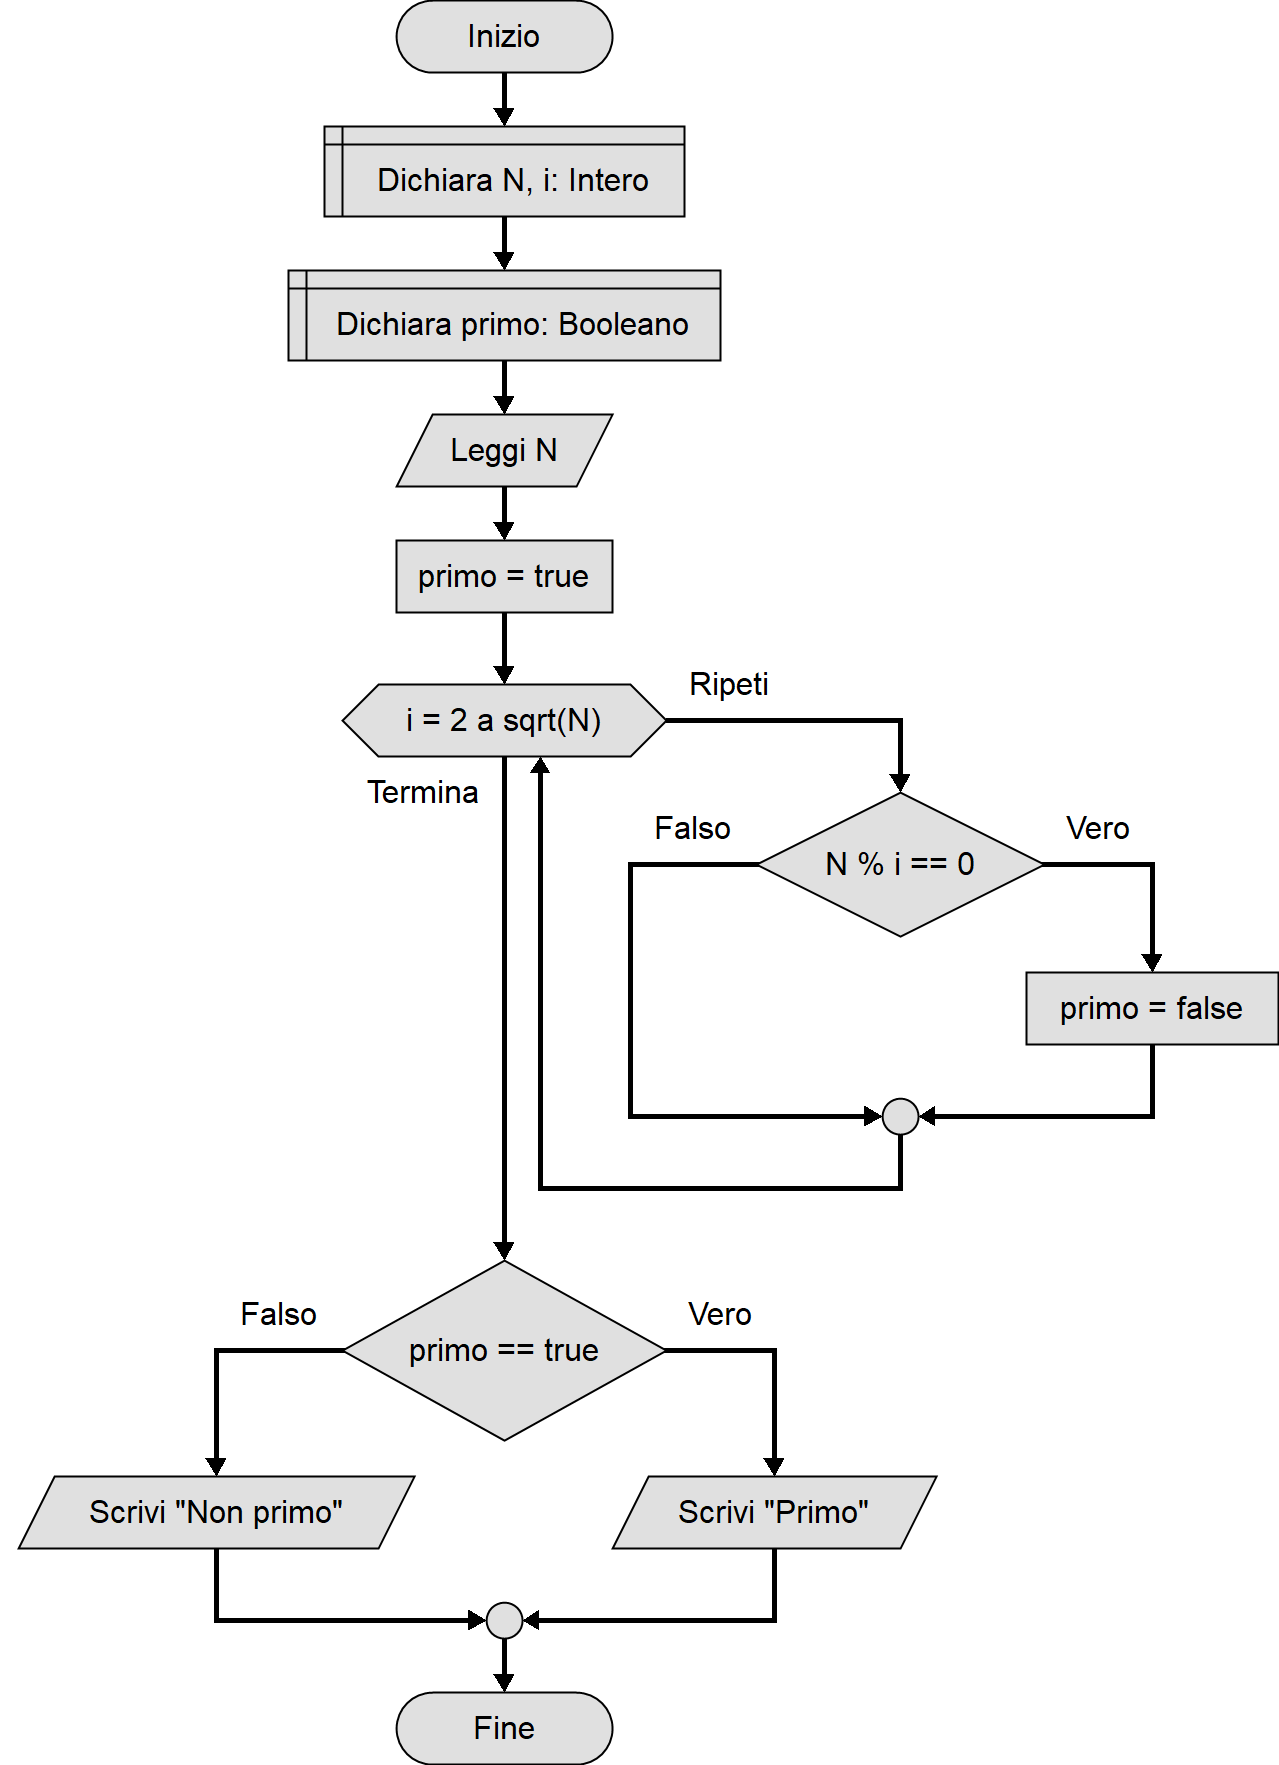 Inizio
Dichiara N, i: Intero
Dichiara primo: Booleano
Leggi N
primo = true
i = 2 a sqrt(N)
Ripeti
Termina
N % i == 0
Falso
Vero
primo = false
primo == true
Falso
Vero
Scrivi "Non primo"
Scrivi "Primo"
Fine